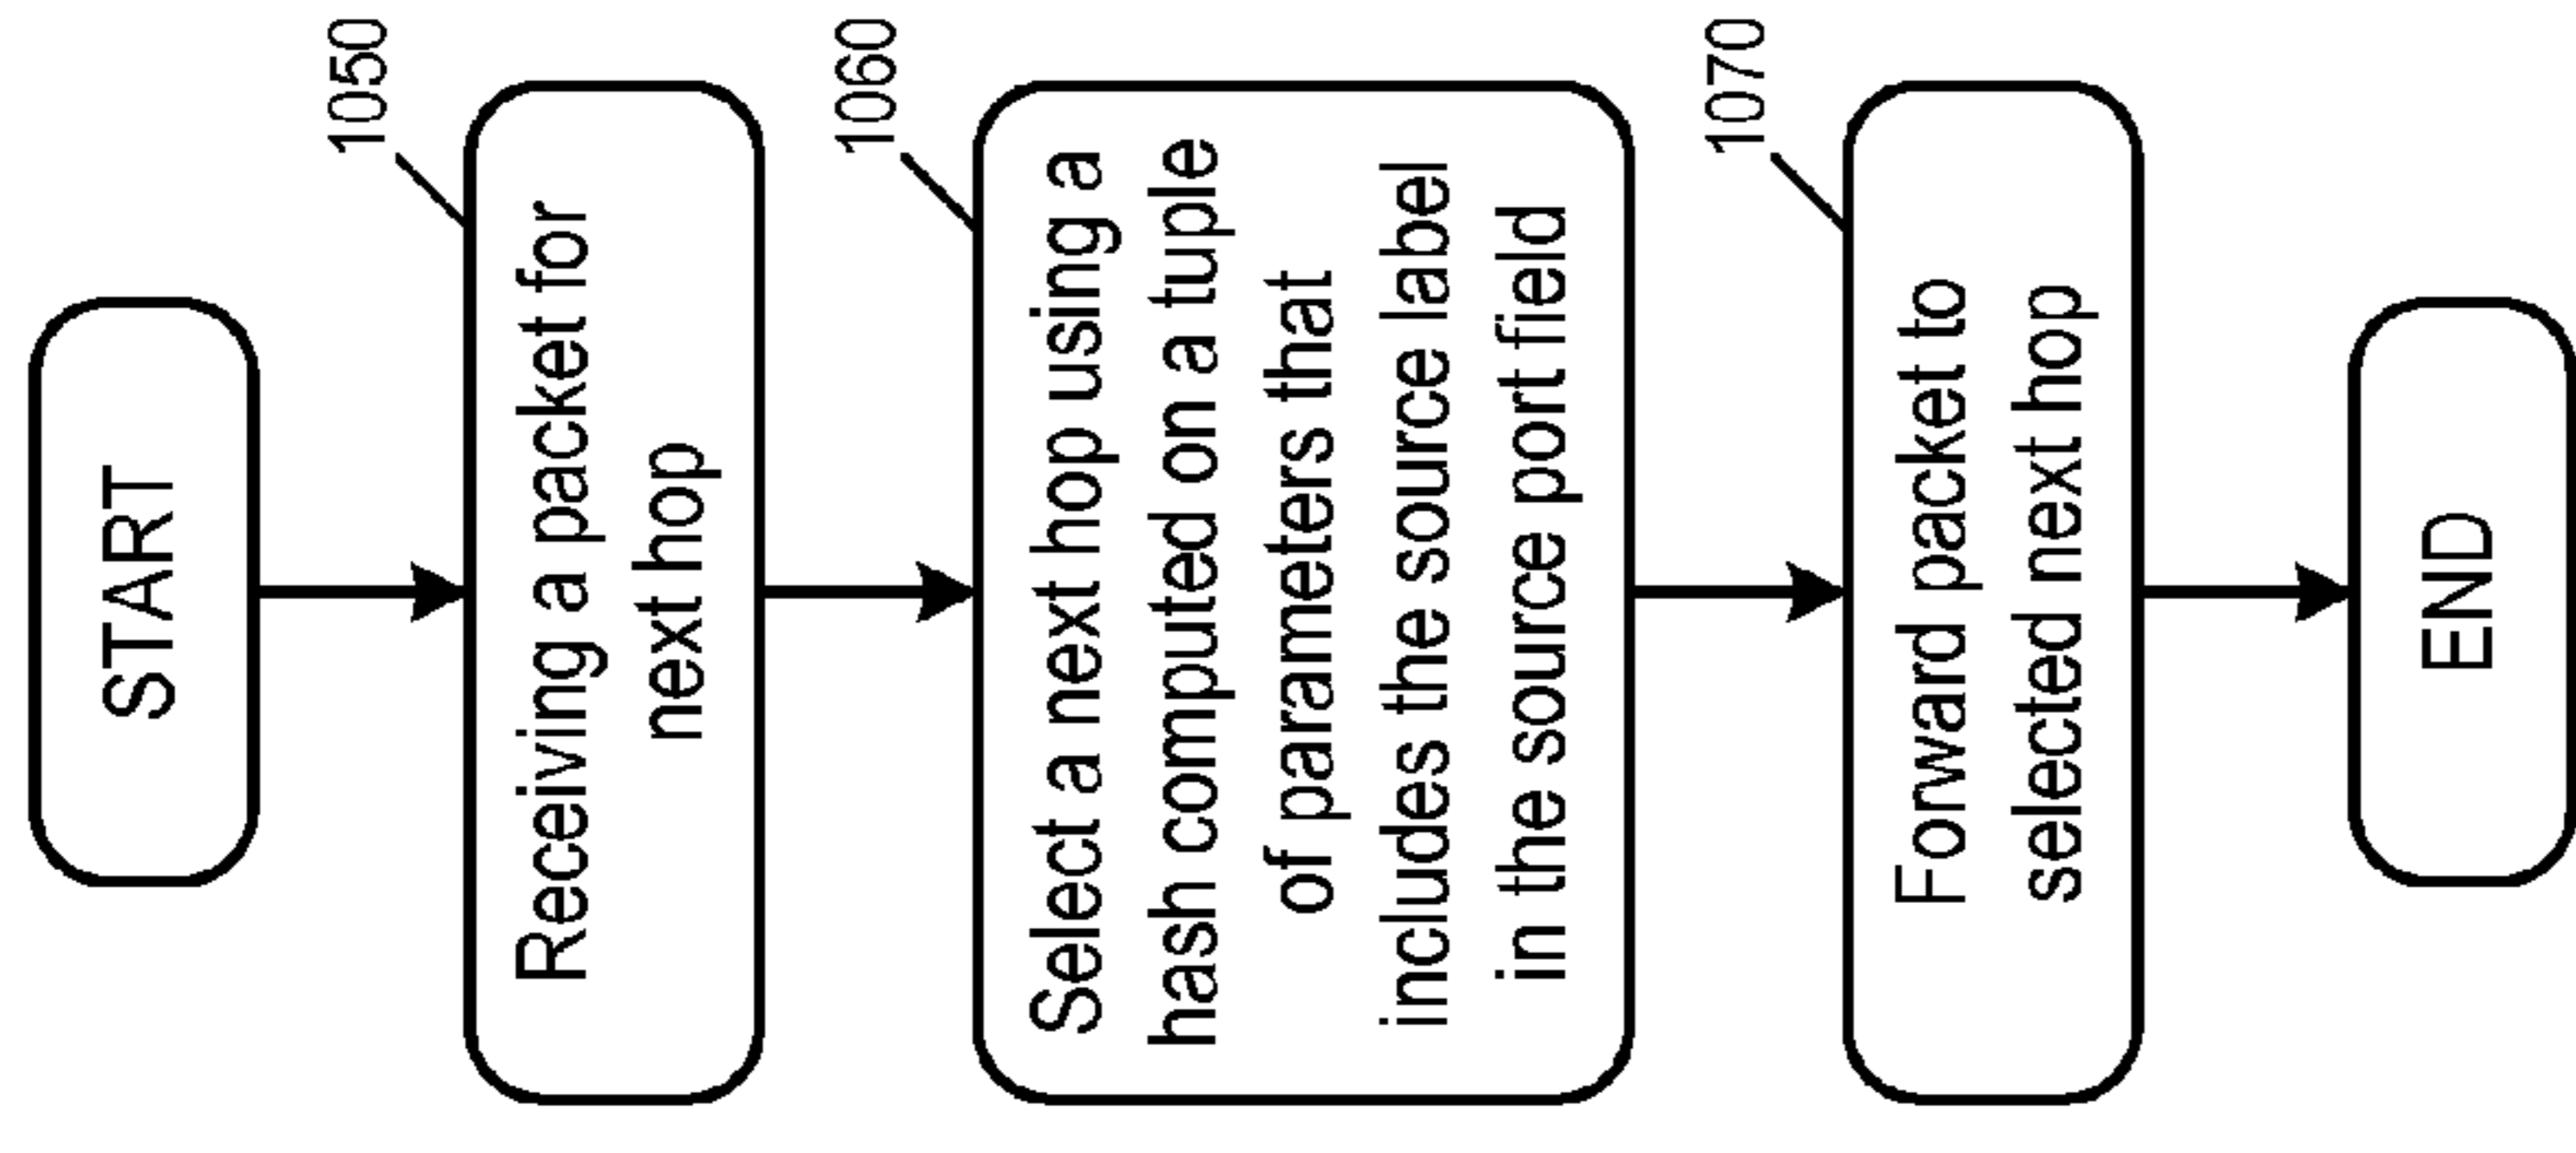 START
1050
Receiving a packet for
next hop
1060
Select a next hop using a
hash computed on a tuple
of parameters that
includes the source label
in the source port field
1070
Forward packet to
selected next hop
END